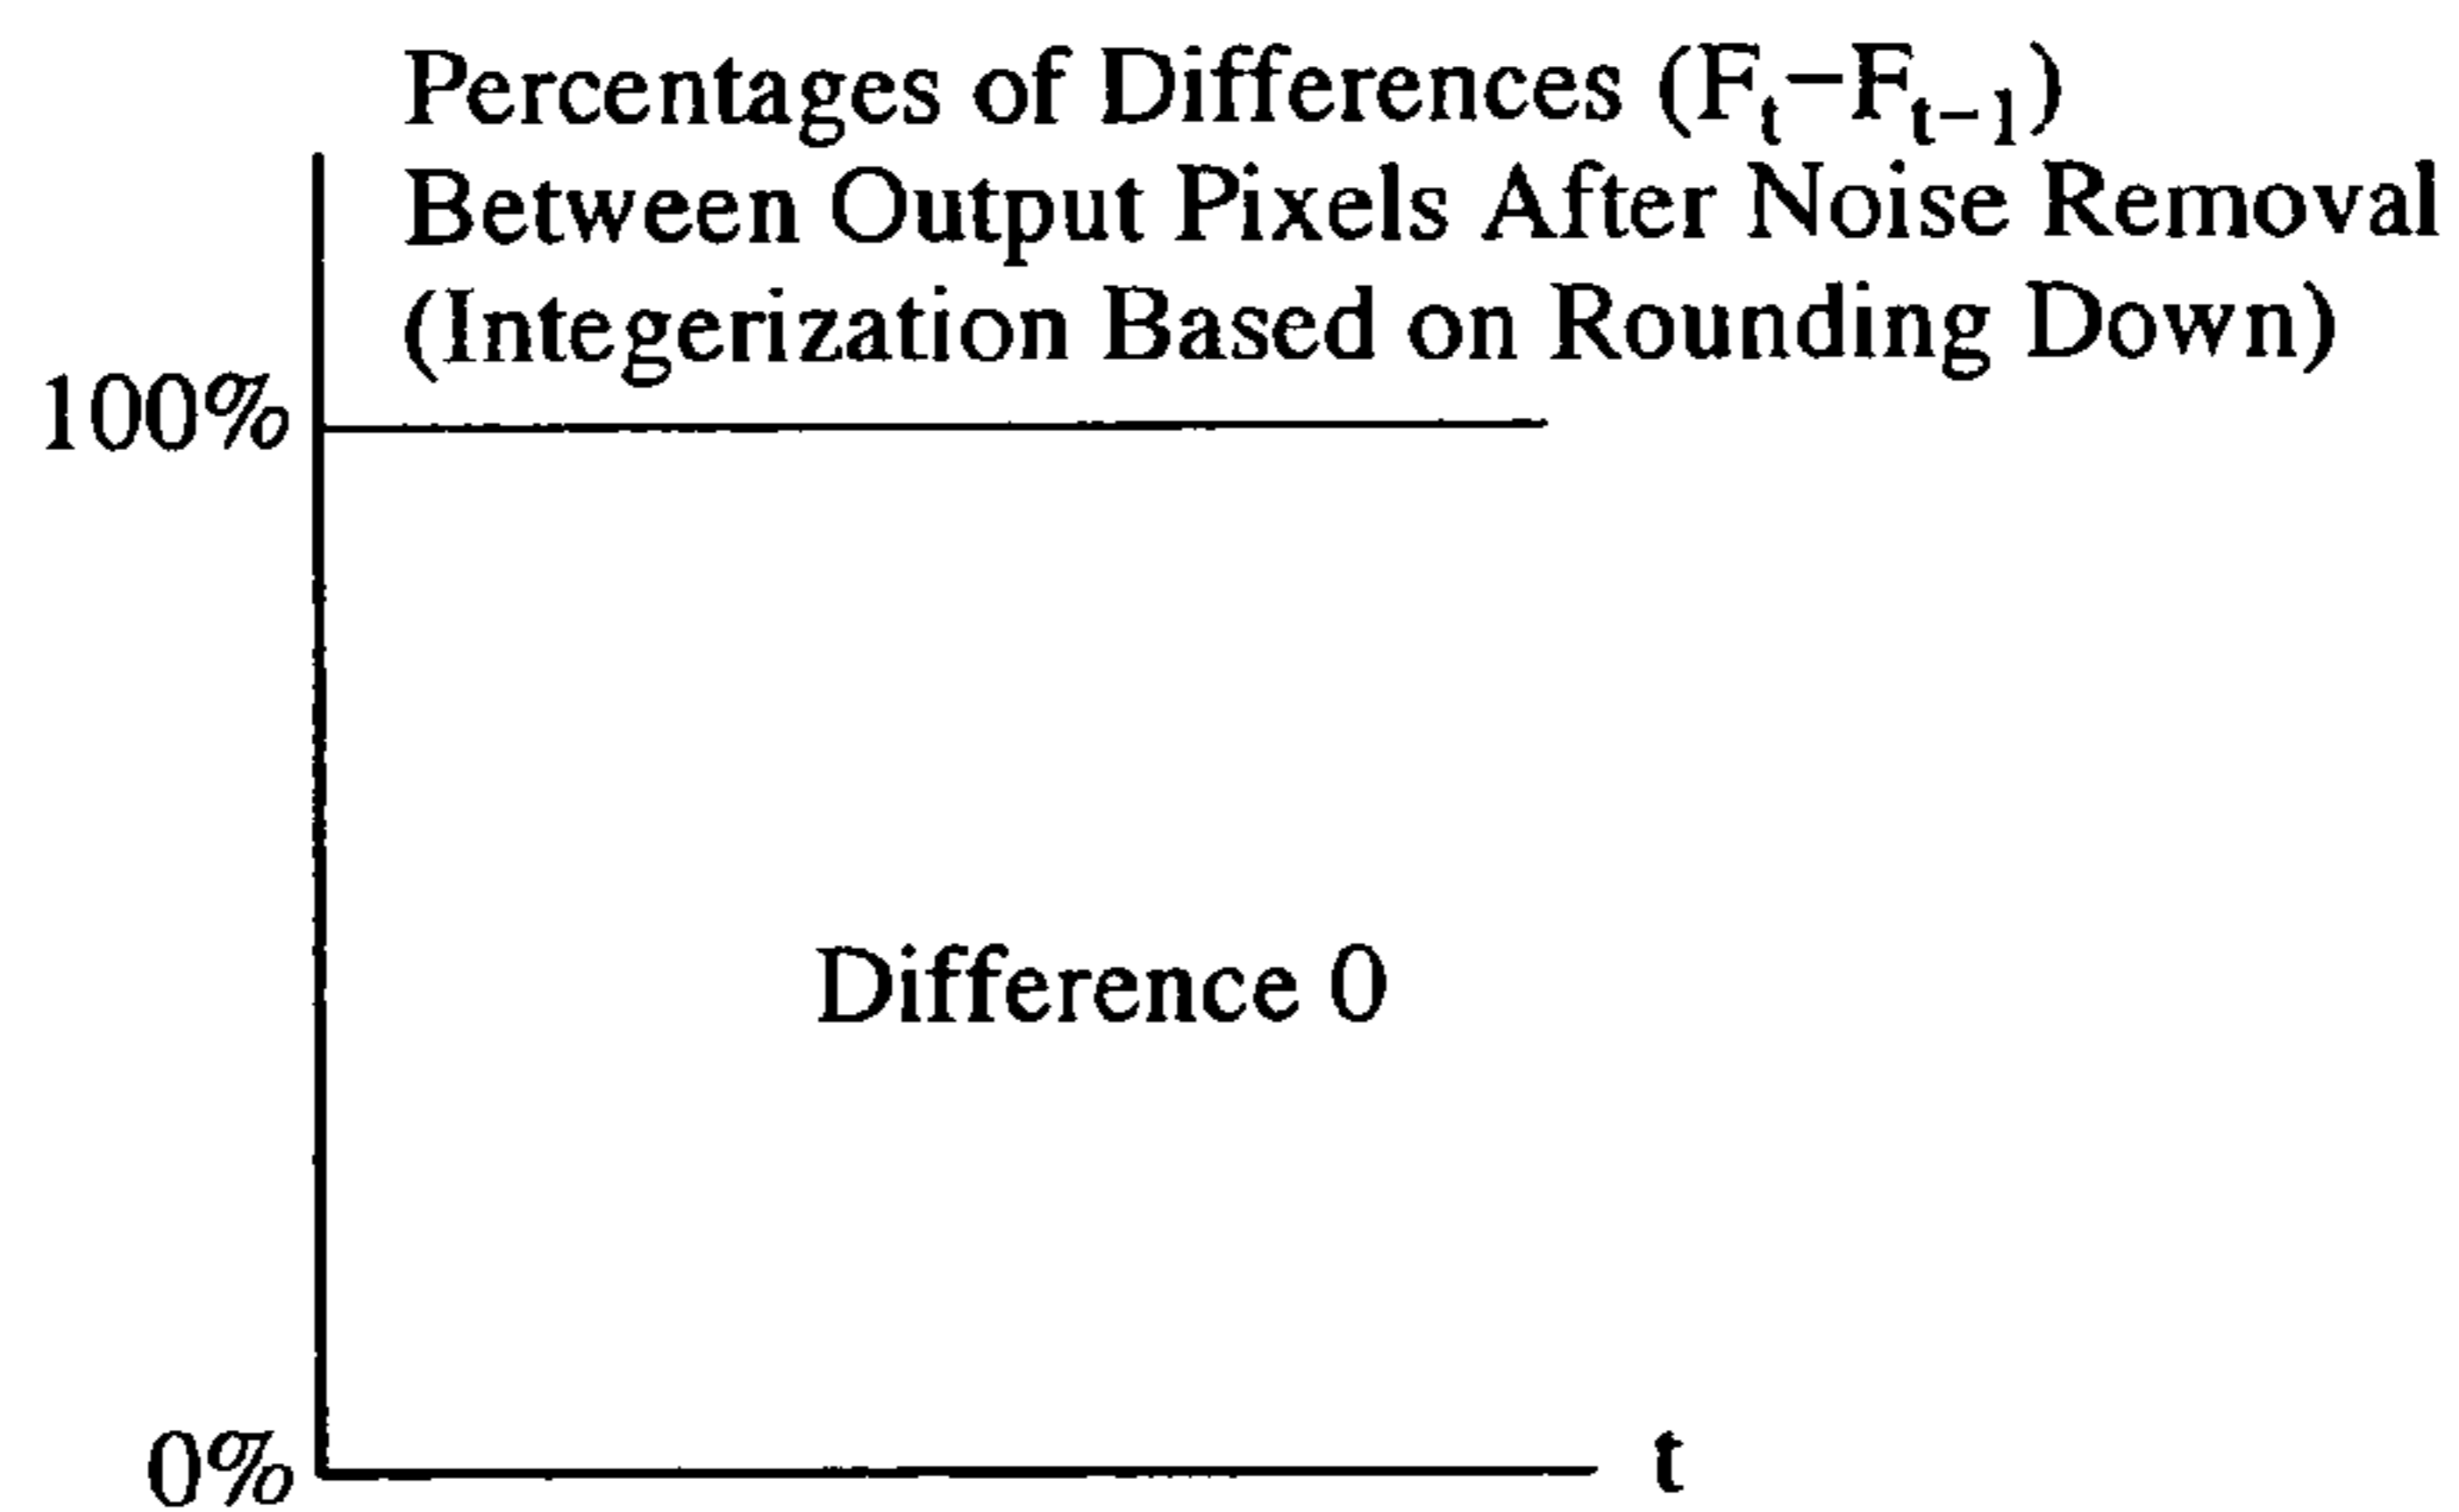 Percentages of Differences (Fₜ−Fₜ₋₁)
Between Output Pixels After Noise Removal
(Integerization Based on Rounding Down)
100%
Difference 0
0%
t